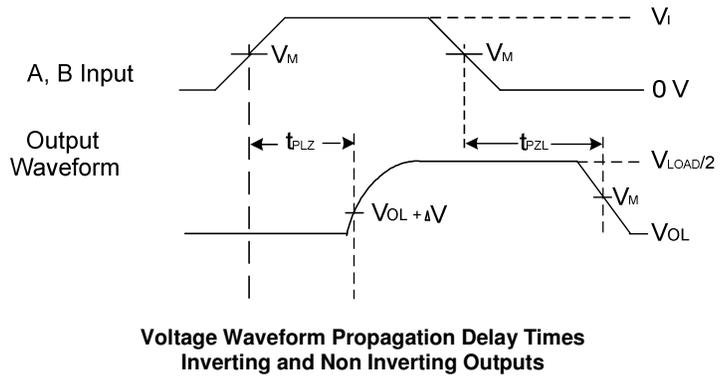 VI
VM
VM
A, B Input
0 V
Output
Waveform
tPLZ
tPZL
VLOAD/2
VM
VOL +ΔV
VOL
Voltage Waveform Propagation Delay Times
Inverting and Non Inverting Outputs